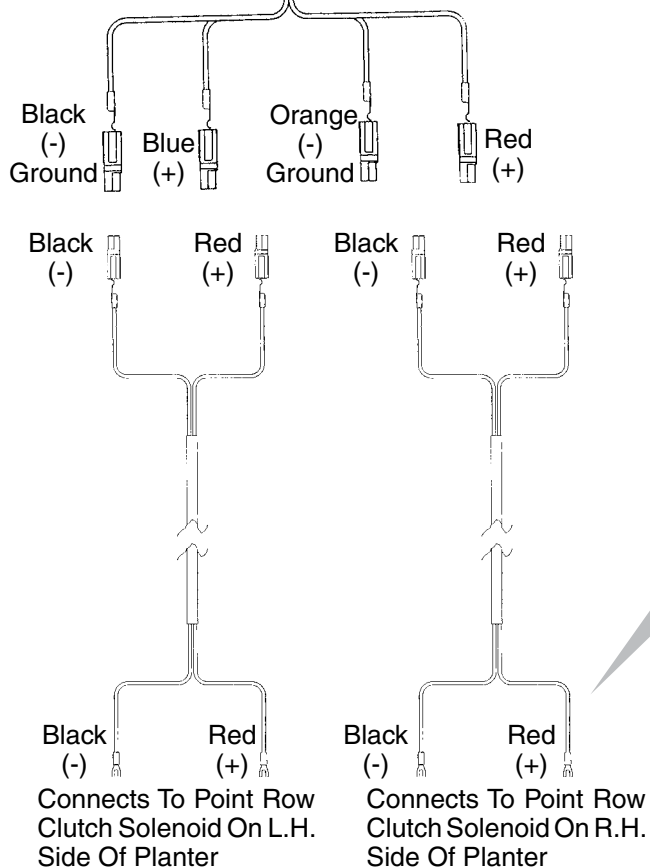 Black
(-)
Ground
Blue
(+)
Orange
(-)
Ground
Red
(+)
Black
(-)
Red
(+)
Black
(-)
Red
(+)
Black
(-)
Red
(+)
Black
(-)
Red
(+)
Connects To Point Row
Clutch Solenoid On L.H.
Side Of Planter
Connects To Point Row
Clutch Solenoid On R.H.
Side Of Planter